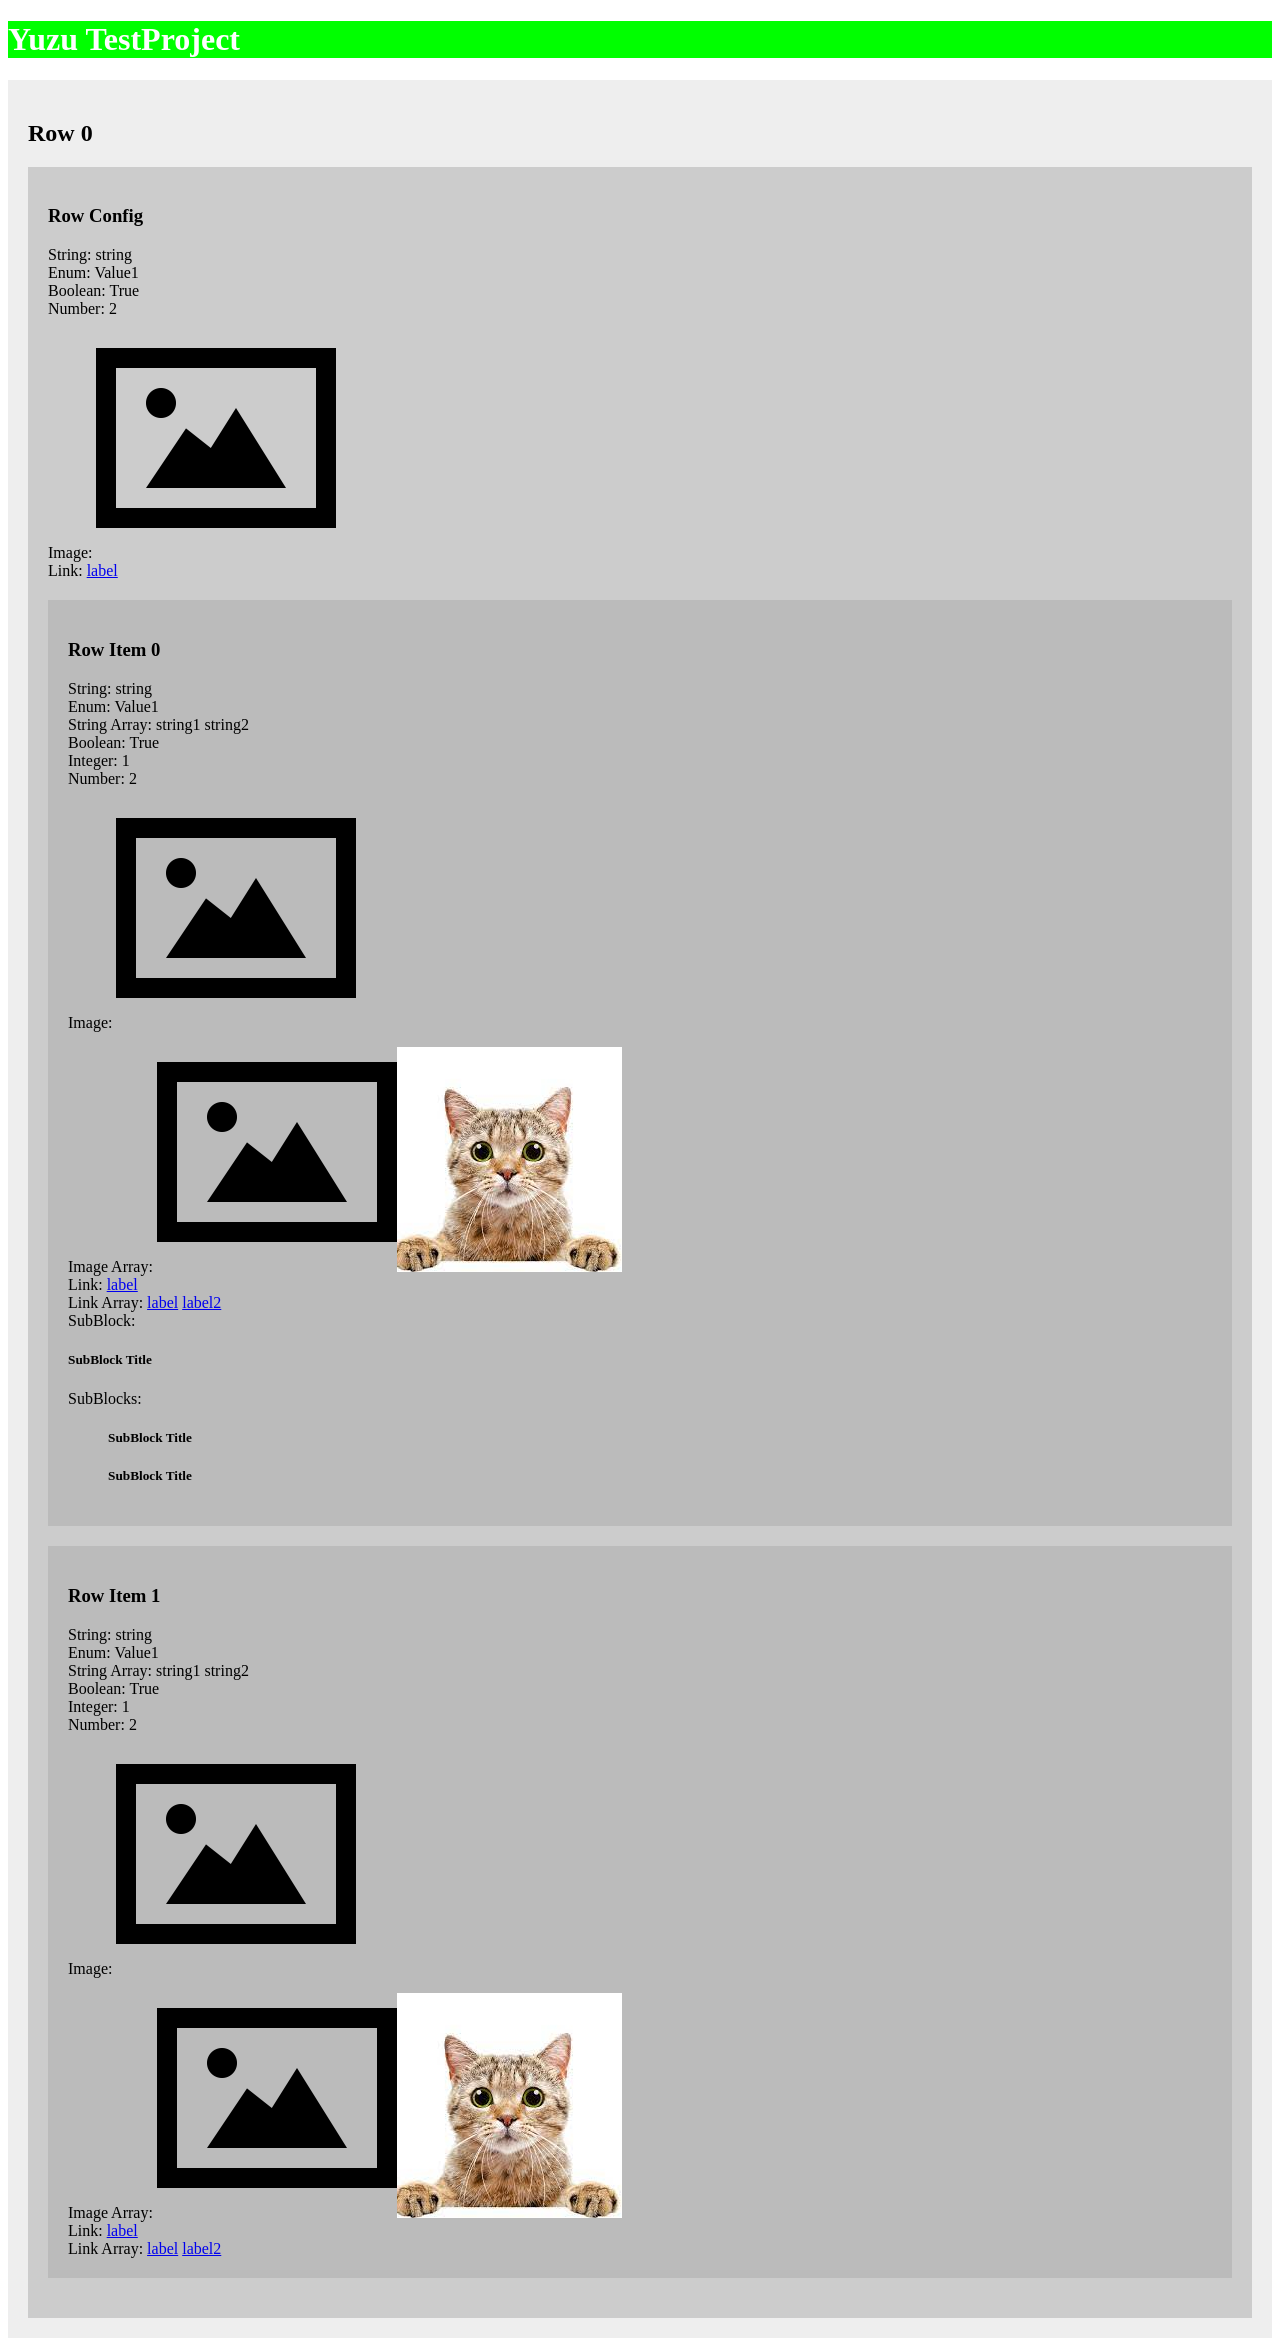 Yuzu TestProject
Row 0
Row Config
String: string
Enum: Value1
Boolean: True
Number: 2
Image:
Link: label
Row Item 0
String: string
Enum: Value1
String Array: string1 string2
Boolean: True
Integer: 1
Number: 2
Image:
Image Array:
Link: label
Link Array: label label2
SubBlock:
SubBlock Title
SubBlocks:
SubBlock Title
SubBlock Title
Row Item 1
String: string
Enum: Value1
String Array: string1 string2
Boolean: True
Integer: 1
Number: 2
Image:
Image Array:
Link: label
Link Array: label label2